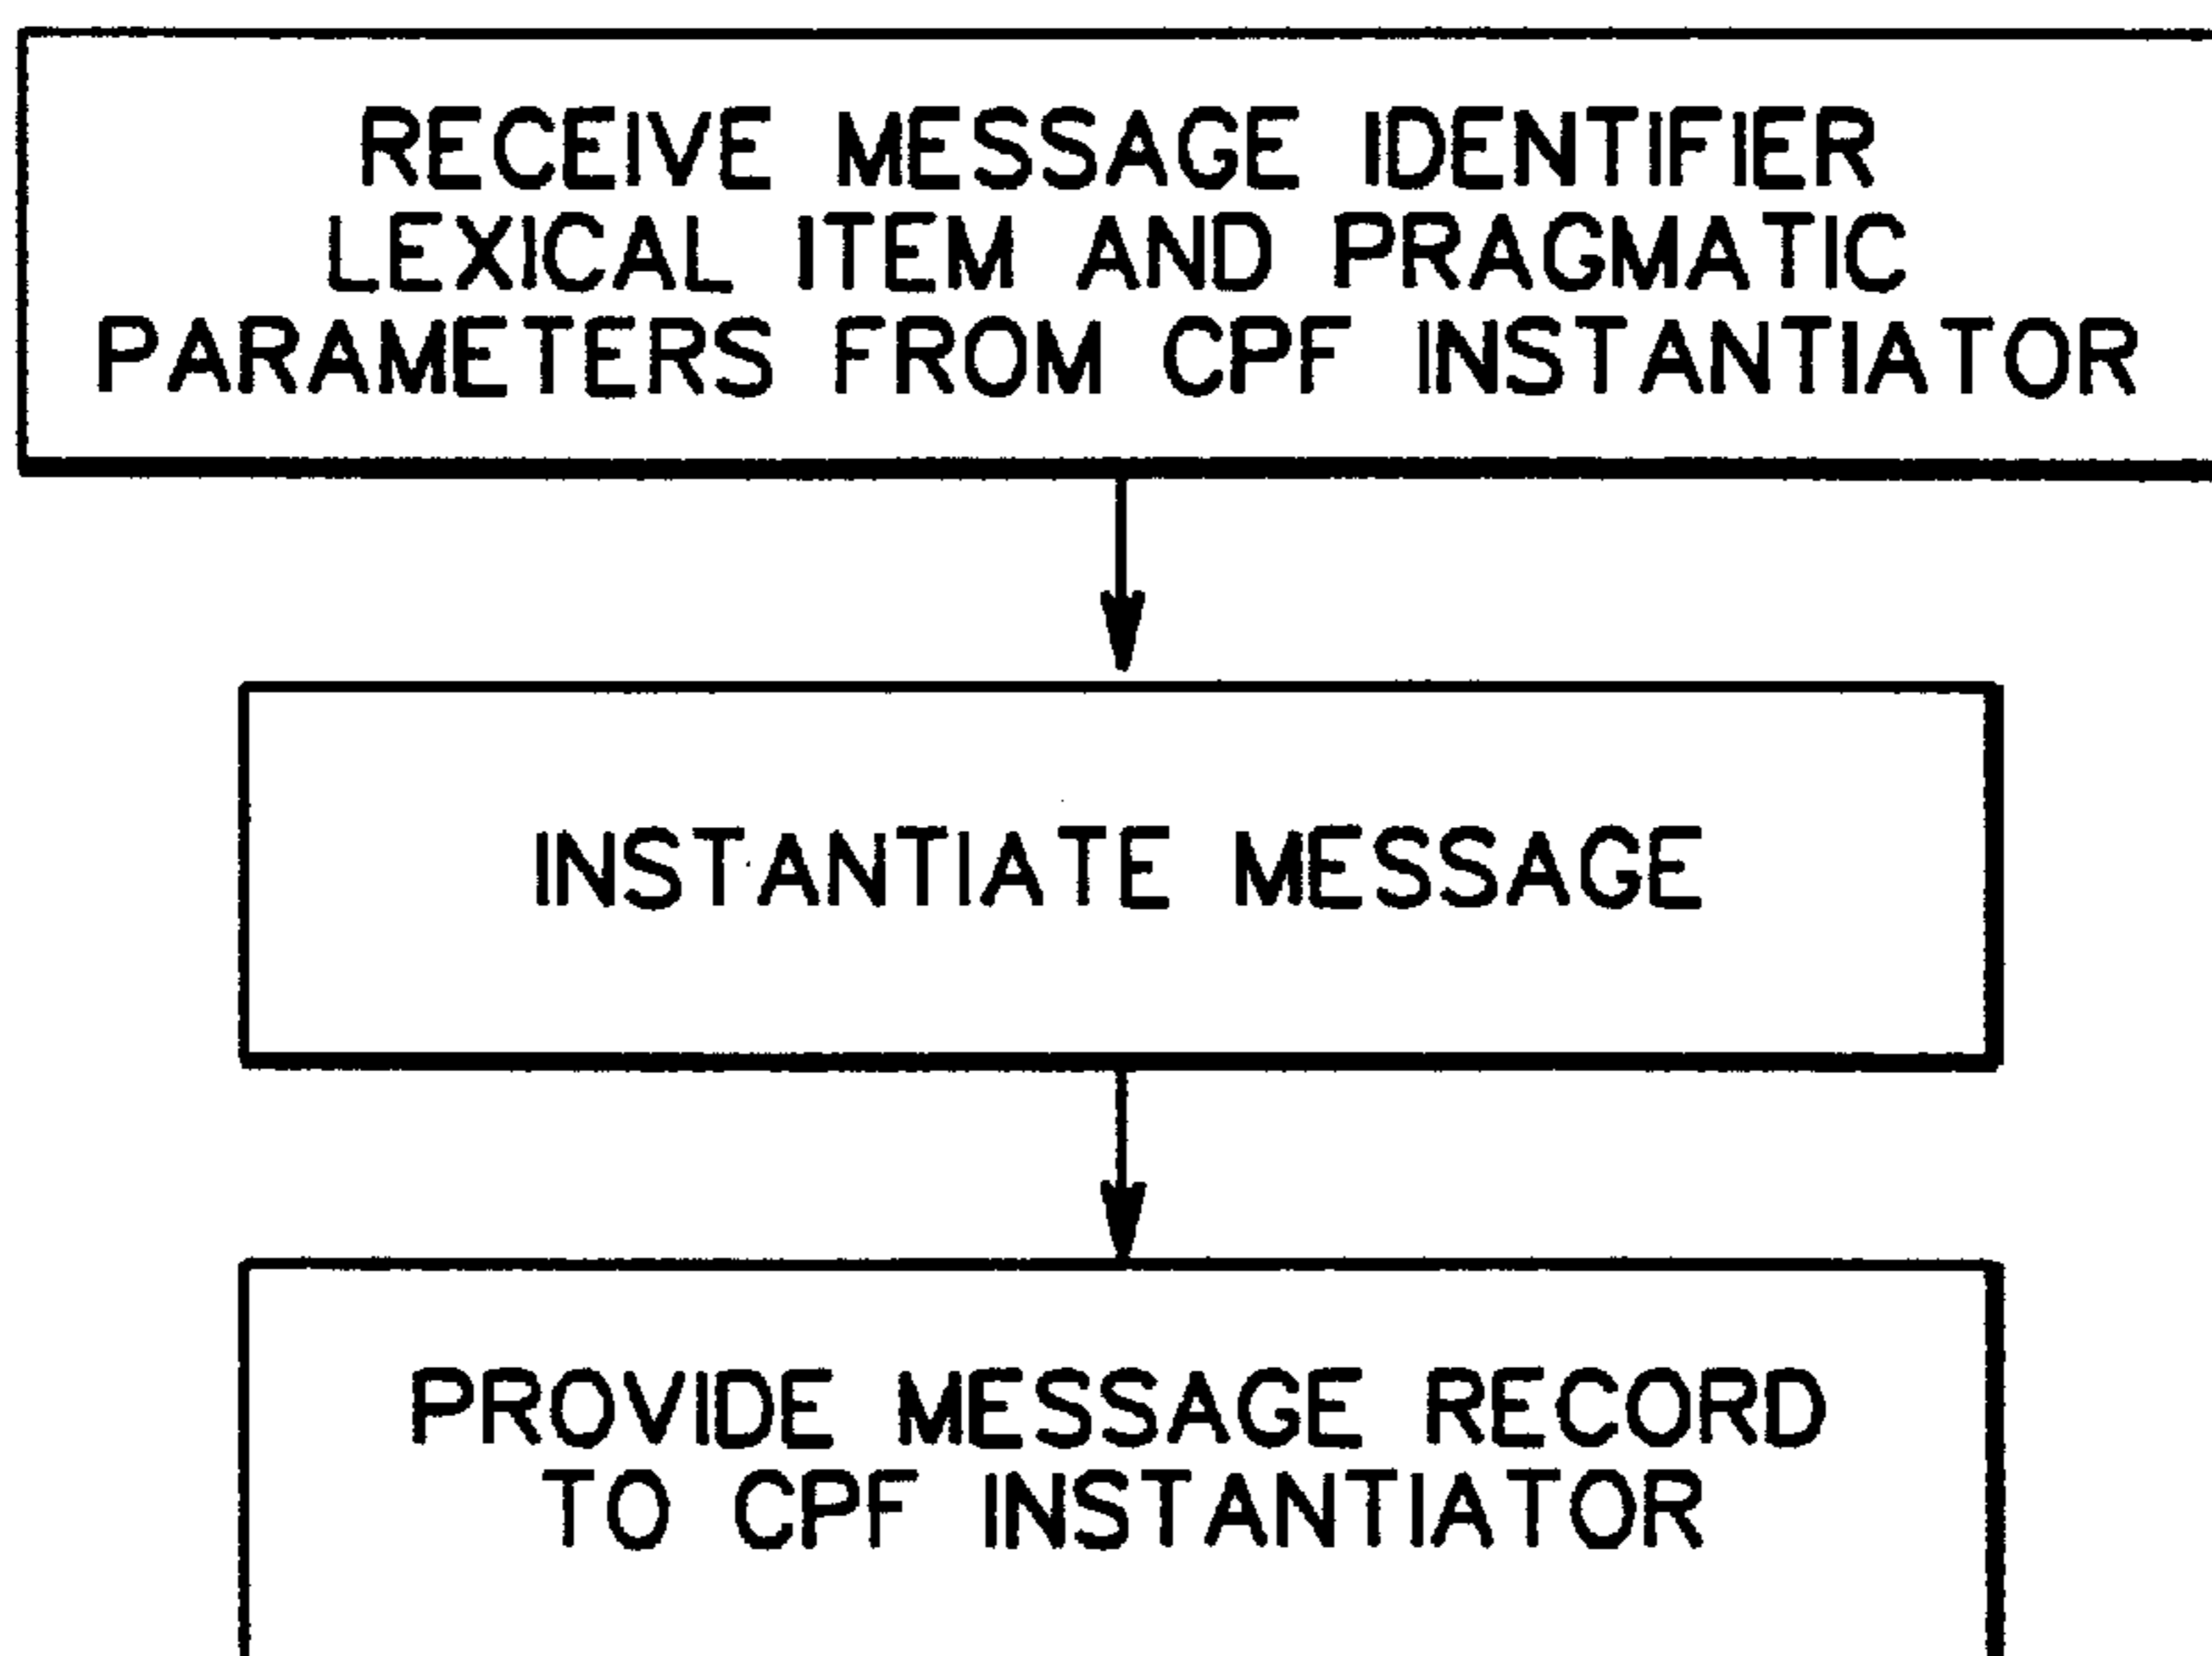 RECEIVE MESSAGE IDENTIFIER
LEXICAL ITEM AND PRAGMATIC
PARAMETERS FROM CPF INSTANTIATOR
INSTANTIATE MESSAGE
PROVIDE MESSAGE RECORD
TO CPF INSTANTIATOR